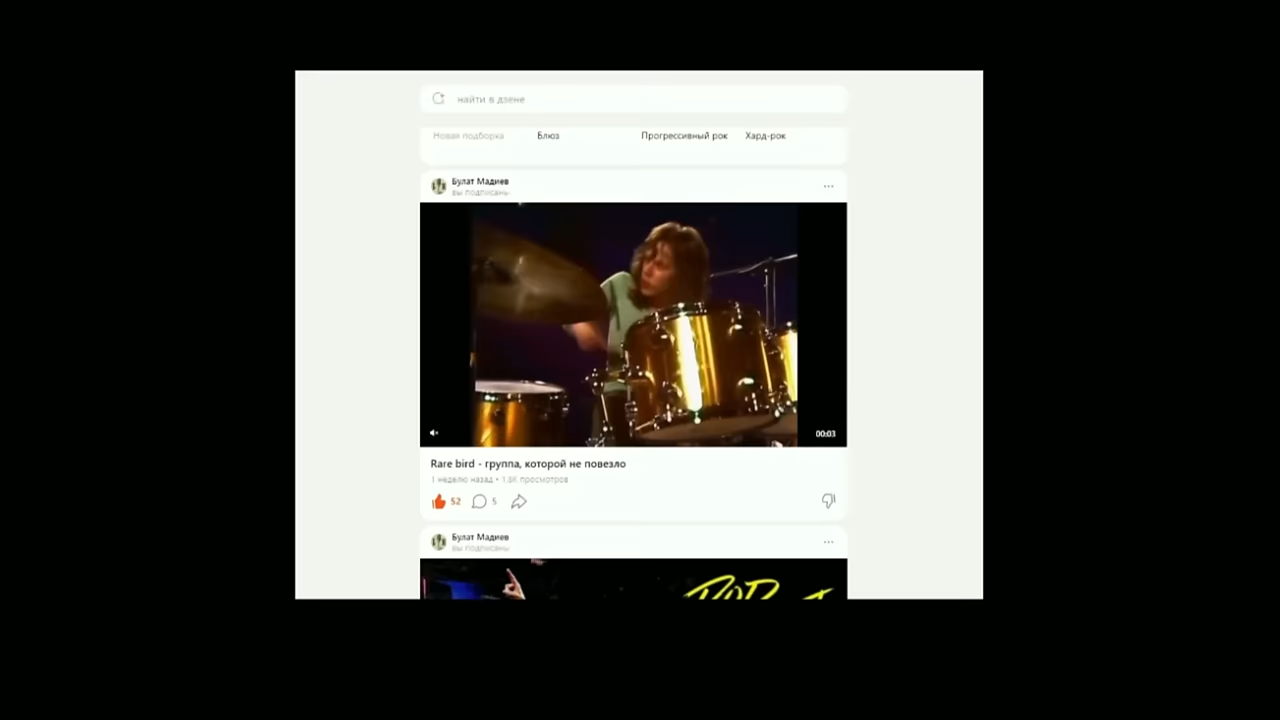 найти в дзене
Новая подборка Блюз Прогрессивный рок Хард-рок
Булат Мадиев
вы подписаны
00:03
Rare bird - группа, которой не повезло
1 неделю назад • 1,6K просмотров
52 5
Булат Мадиев
вы подписаны